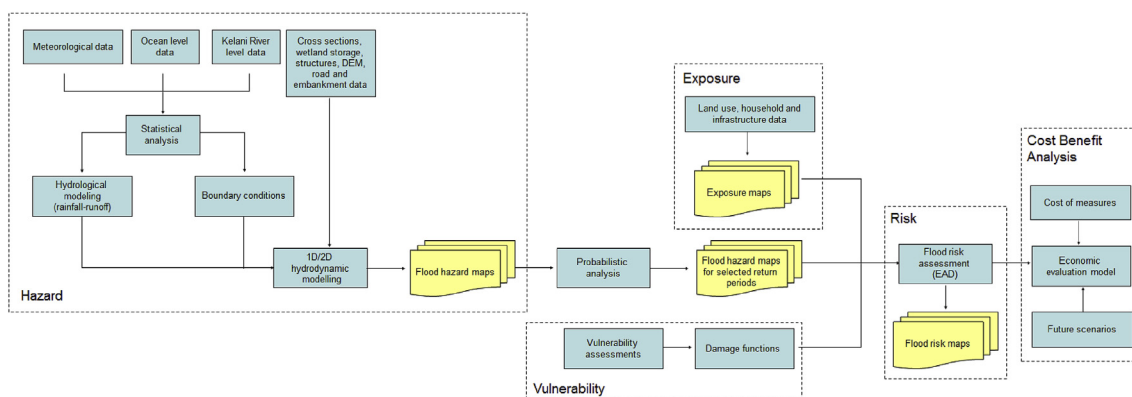 Meteorological data
Ocean level
data
Kelani River
level data
Cross sections,
wetland storage,
structures, DEM,
road and
embankment data
Statistical
analysis
Hydrological
modeling
(rainfall-runoff)
Boundary conditions
1D/2D
hydrodynamic
modelling
Flood hazard maps
Hazard
Probabilistic
analysis
Exposure
Land use, household and
infrastructure data
Exposure maps
Flood hazard maps
for selected return
periods
Vulnerability
assessments
Damage functions
Vulnerability
Risk
Flood risk
assessment
(EAD)
Flood risk maps
Cost Benefit
Analysis
Cost of measures
Economic
evaluation model
Future scenarios